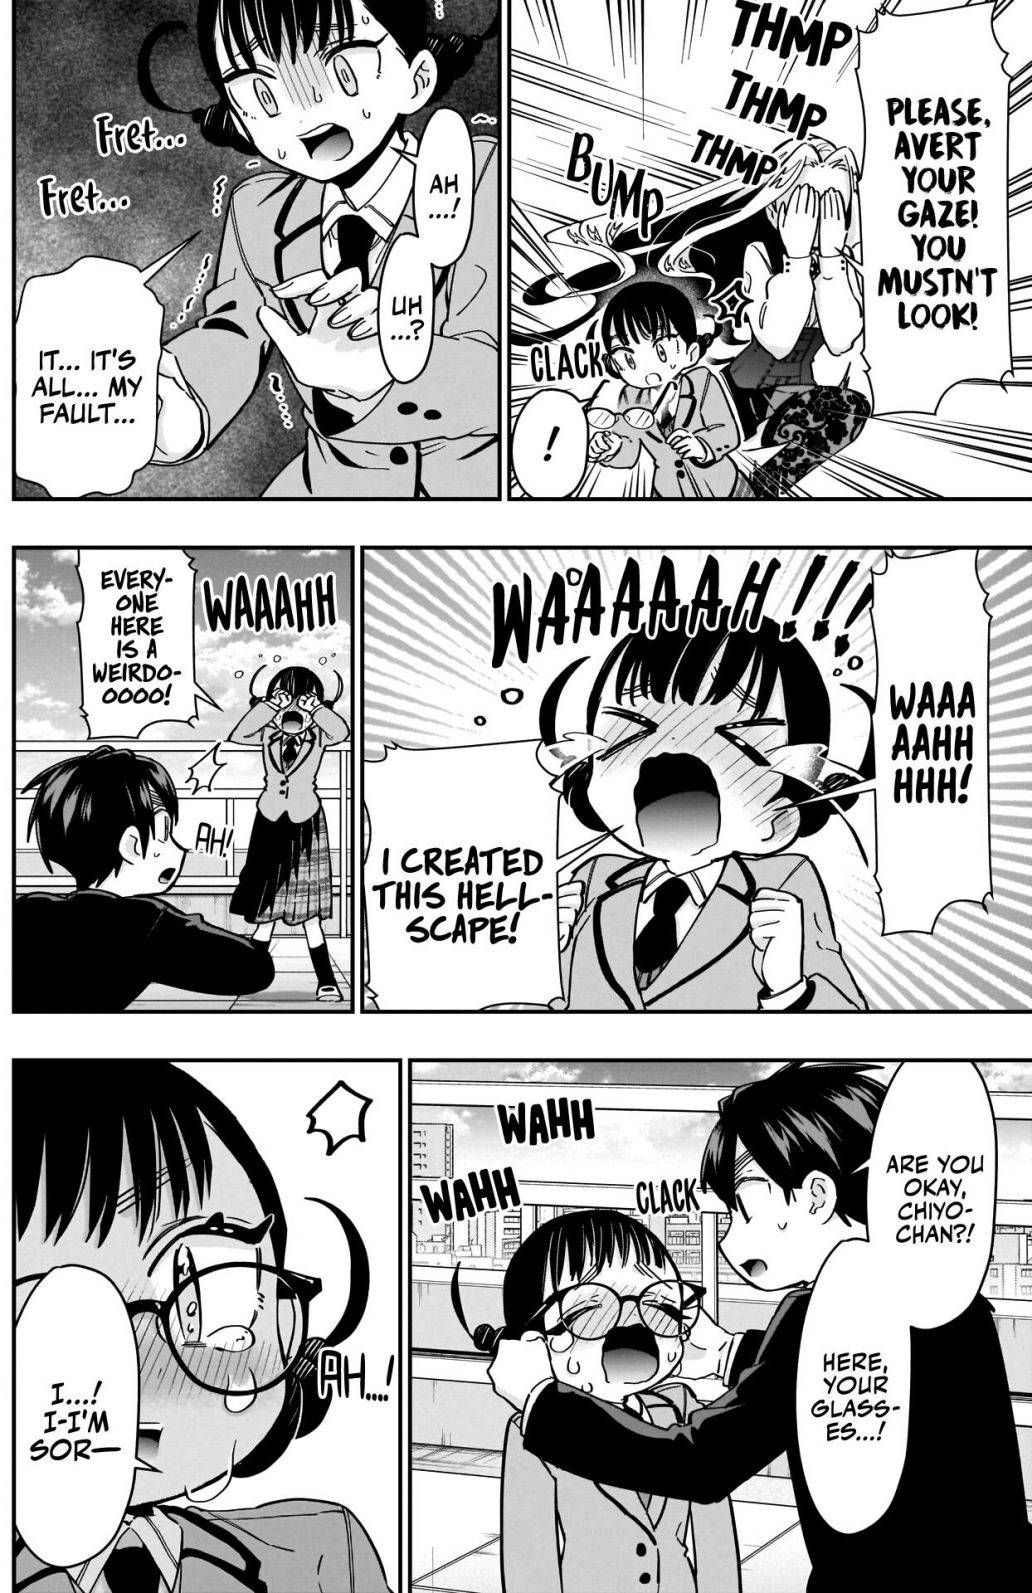 PLEASE,
AVERT
YOUR
GAZE!
YOU
MUSTN'T
LOOK!
THMP
THMP
THMP
BUMP
CLACK
!
AH
....!
UH
...?
Fret...
Fret...
IT... IT'S
ALL... MY
FAULT...
WAAAAAH!!!
WAAA
AAHH
HHH!
I CREATED
THIS HELL-
SCAPE!
WAAAHH
EVERY-
ONE
HERE
IS A
WEIRDO-
OOOO!
AH!
ARE YOU
OKAY,
CHIYO-
CHAN?!
HERE,
YOUR
GLASS-
ES...!
WAHH
WAHH
CLACK
AH....!
I...!
I-I'M
SOR—